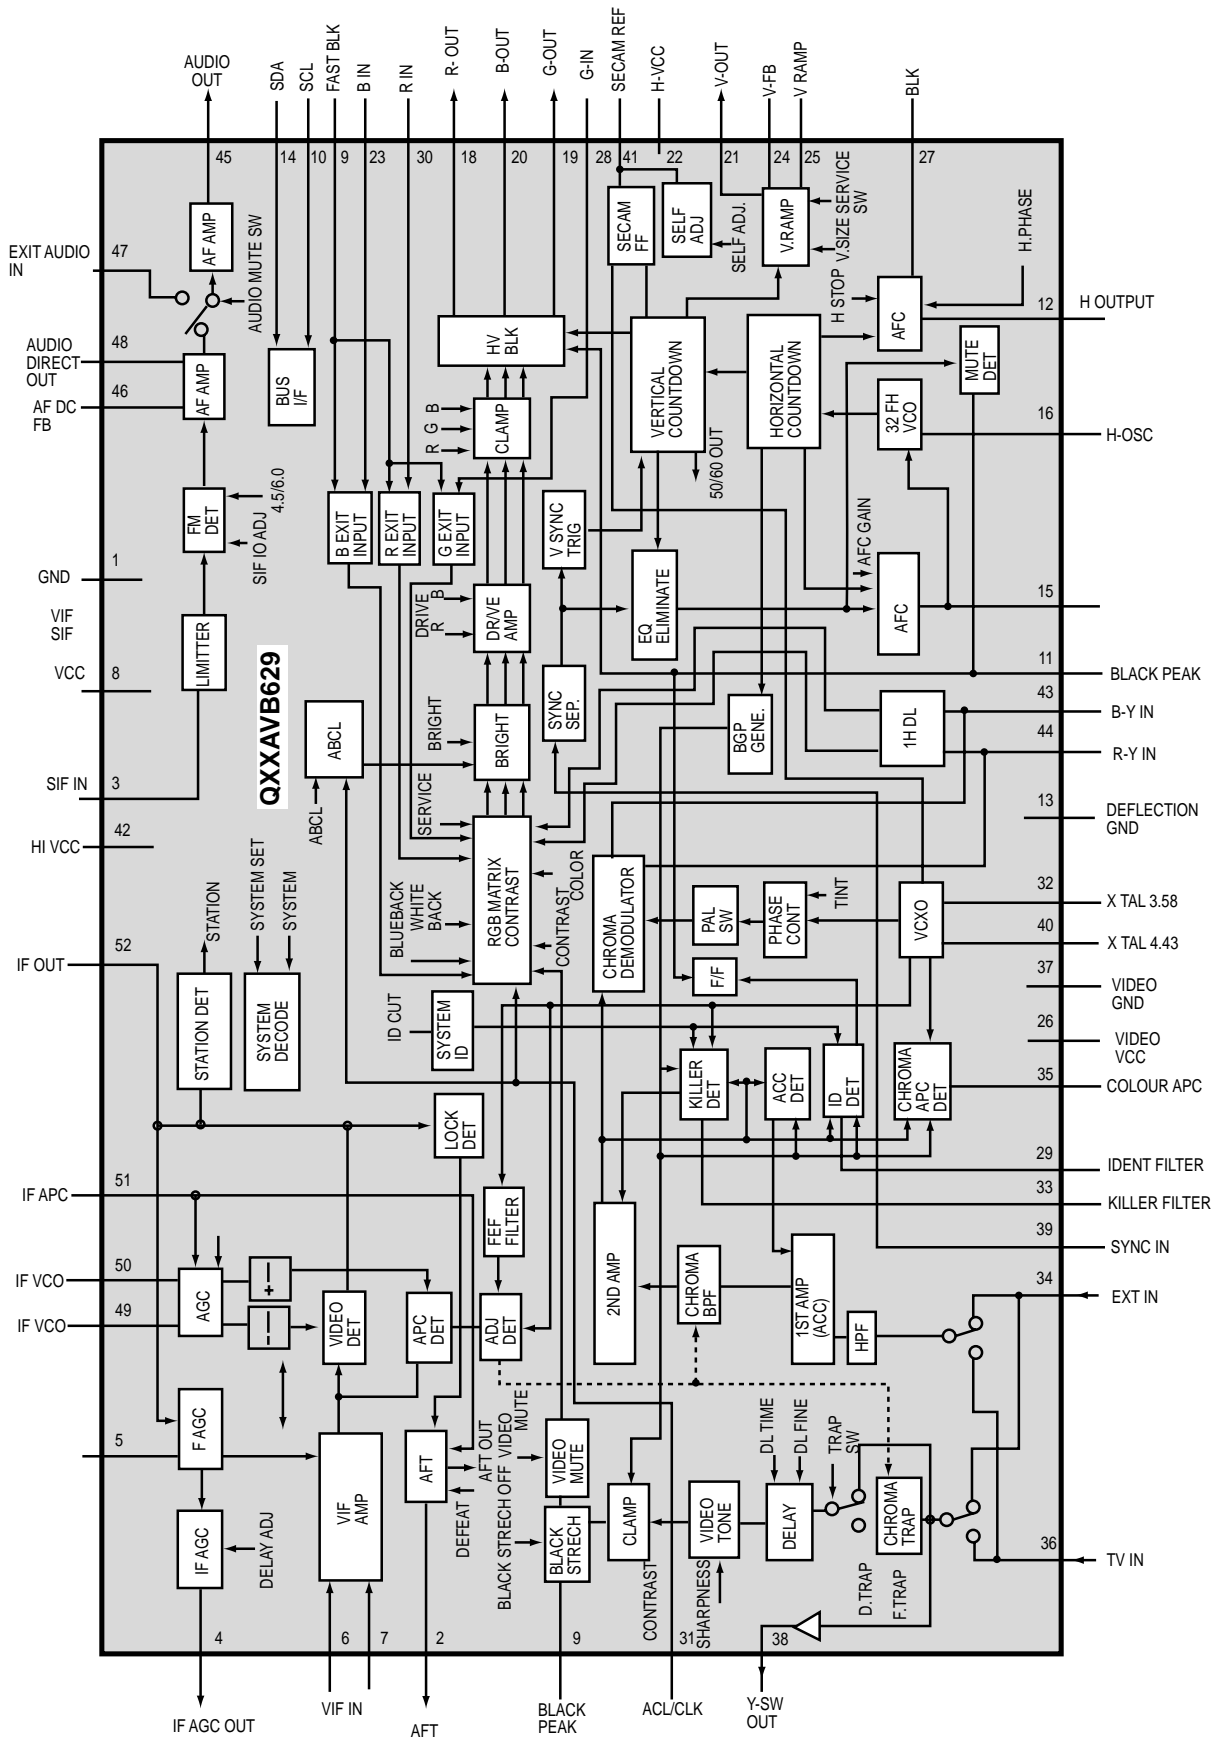 AUDIO
OUT
SDA
SCL
FAST BLK
B IN
R IN
R- OUT
B-OUT
G-OUT
G-IN
SECAM REF
H-VCC
V-OUT
V-FB
V RAMP
BLK
45
14
10
9
23
30
18
20
19
28
41
22
21
24
25
27
EXIT AUDIO
IN
47
AUDIO
DIRECT
OUT
48
AF DC
FB
46
GND
1
VIF
SIF
VCC
8
SIF IN
3
HI VCC
42
IF OUT
52
IF APC
51
IF VCO
50
IF VCO
49
5
AF AMP
AUDIO MUTE SW
AF AMP
BUS
I/F
FM
DET
4.5/6.0
SIF IO ADJ
LIMITTER
QXXAVB629
ABCL
ABCL
HV
BLK
CLAMP
R G B
B EXIT
INPUT
R EXIT
INPUT
G EXIT
INPUT
DR/VE
AMP
DRIVE
R B
BRIGHT
BRIGHT
SERVICE
RGB MATRIX
CONTRAST
BLUEBACK
WHITE
BACK
CONTRAST
COLOR
SECAM
FF
SELF
ADJ
SELF ADJ.
V.RAMP
V.SIZE SERVICE
SW
H STOP
AFC
H.PHASE
VERTICAL
COUNTDOWN
50/60 OUT
HORIZONTAL
COUNTDOWN
32 FH
VCO
MUTE
DET
V SYNC
TRIG
EQ
ELIMINATE
AFC GAIN
AFC
SYNC
SEP.
BGP
GENE.
1H DL
CHROMA
DEMODULATOR
PAL
SW
PHASE
CONT
TINT
VCXO
F/F
STATION DET
STATION
SYSTEM
DECODE
SYSTEM SET
SYSTEM
ID CUT
SYSTEM
ID
KILLER
DET
ACC
DET
ID
DET
CHROMA
APC
DET
LOCK
DET
FEF
FILTER
2ND AMP
CHROMA
BPF
1ST AMP
(ACC)
HPF
AGC
VIDEO
DET
APC
DET
ADJ
DET
F AGC
IF AGC
DELAY ADJ
VIF
AMP
AFT
AFT OUT
DEFEAT
BLACK STRECH OFF
VIDEO
MUTE
VIDEO
MUTE
BLACK
STRECH
CLAMP
CONTRAST
VIDEO
TONE
SHARPNESS
DELAY
DL TIME
DL FINE
TRAP
SW
CHROMA
TRAP
D.TRAP
F.TRAP
12
H OUTPUT
16
H-OSC
15
11
BLACK PEAK
43
B-Y IN
44
R-Y IN
13
DEFLECTION
GND
32
X TAL 3.58
40
X TAL 4.43
37
VIDEO
GND
26
VIDEO
VCC
35
COLOUR APC
29
IDENT FILTER
33
KILLER FILTER
39
SYNC IN
34
EXT IN
36
TV IN
4
6
7
2
9
31
38
IF AGC OUT
VIF IN
AFT
BLACK
PEAK
ACL/CLK
Y-SW
OUT